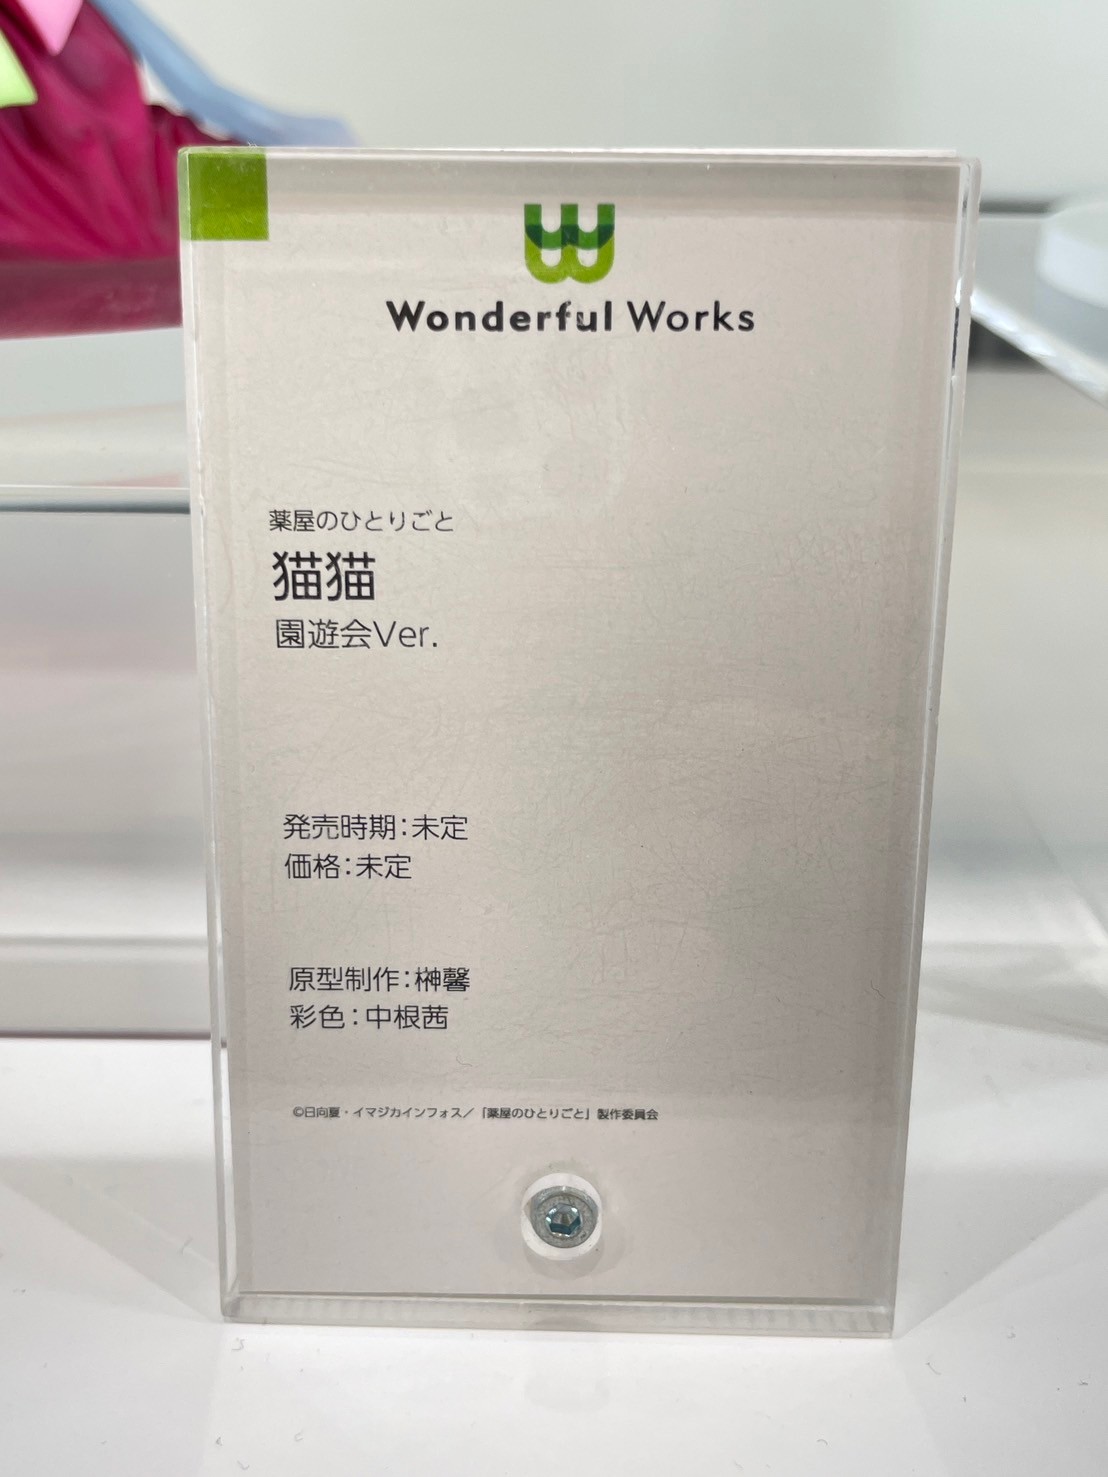 Wonderful Works
薬屋のひとりごと
猫猫
園遊会Ver.
発売時期：未定
価格：未定
原型制作：榊馨
彩色：中根茜
©日向夏・イマジカインフォス／「薬屋のひとりごと」製作委員会